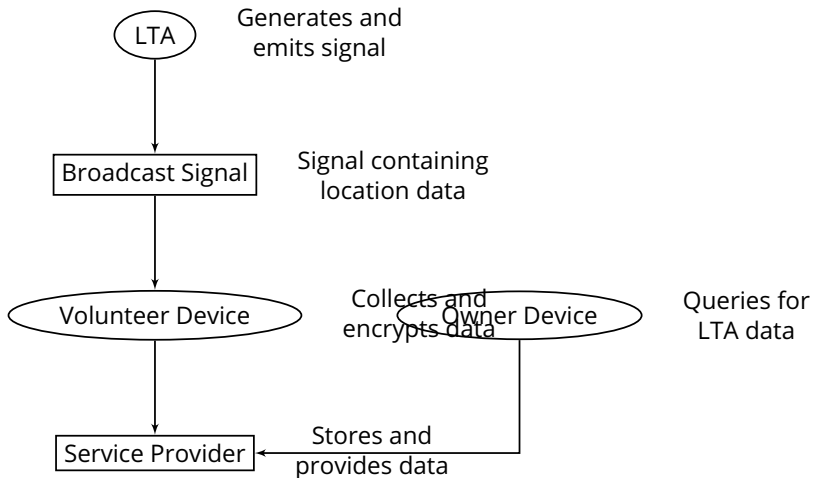 LTA
Generates and
emits signal
Broadcast Signal
Signal containing
location data
Volunteer Device
Collects and
encrypts data
Owner Device
Queries for
LTA data
Service Provider
Stores and
provides data